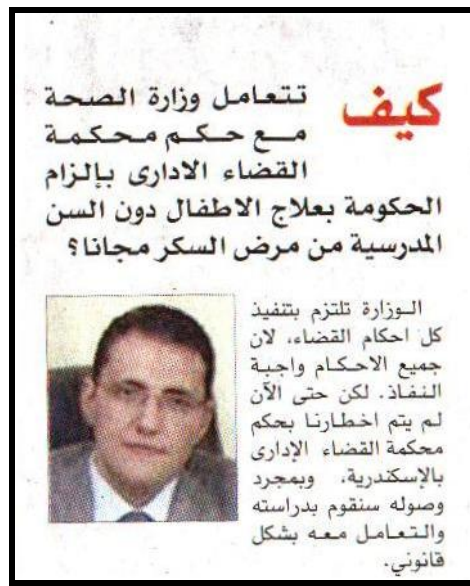 كيف تتعامل وزارة الصحة
مع حكم محكمة
القضاء الادارى بإلزام
الحكومة بعلاج الاطفال دون السن
المدرسية من مرض السكر مجانا؟
الوزارة تلتزم بتنفيذ
كل احكام القضاء، لان
جميع الاحكام واجبة
النفاذ. لكن حتى الآن
لم يتم اخطارنا بحكم
محكمة القضاء الإدارى
بالإسكندرية، وبمجرد
وصوله سنقوم بدراسته
والتعامل معه بشكل
قانوني.